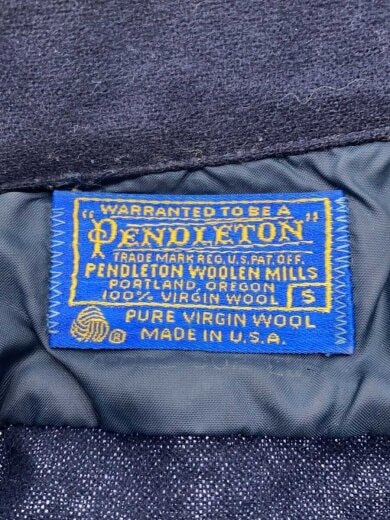 WARRANTED TO BE A
"PENDLETON"
TRADE MARK REG. U.S. PAT. OFF.
PENDLETON WOOLEN MILLS
PORTLAND, OREGON
100% VIRGIN WOOL S
® PURE VIRGIN WOOL
MADE IN U.S.A.